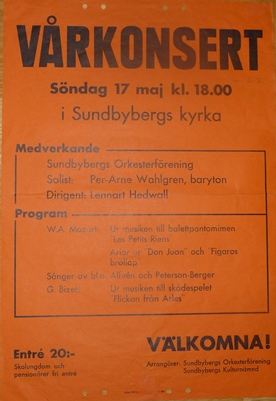 VÅRKONSERT
Söndag 17 maj kl. 18.00
i Sundbybergs kyrka
Medverkande
Sundbybergs Orkesterförening
Solist: Per-Arne Wahlgren, baryton
Dirigent: Lennart Hedwall
Program
W.A. Mozart: Ur musiken till balettpantomimen
"Les Petits Riens"
Arior ur "Don Juan" och "Figaros
bröllop"
Sånger av bl.a. Alfvén och Peterson-Berger
G. Bizet: Ur musiken till skådespelet
"Flickan från Arles"
VÄLKOMNA!
Entré 20:-
Skolungdom och
pensionärer fri entré
Arrangörer: Sundbybergs Orkesterförening
Sundbybergs Kulturnämnd